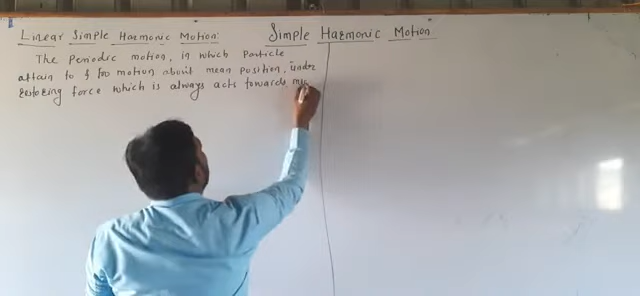 Simple Harmonic Motion
Linear Simple Harmonic Motion:
The Periodic motion, in which Particle
attain to & fro motion about mean position, under
restoring force which is always acts towards